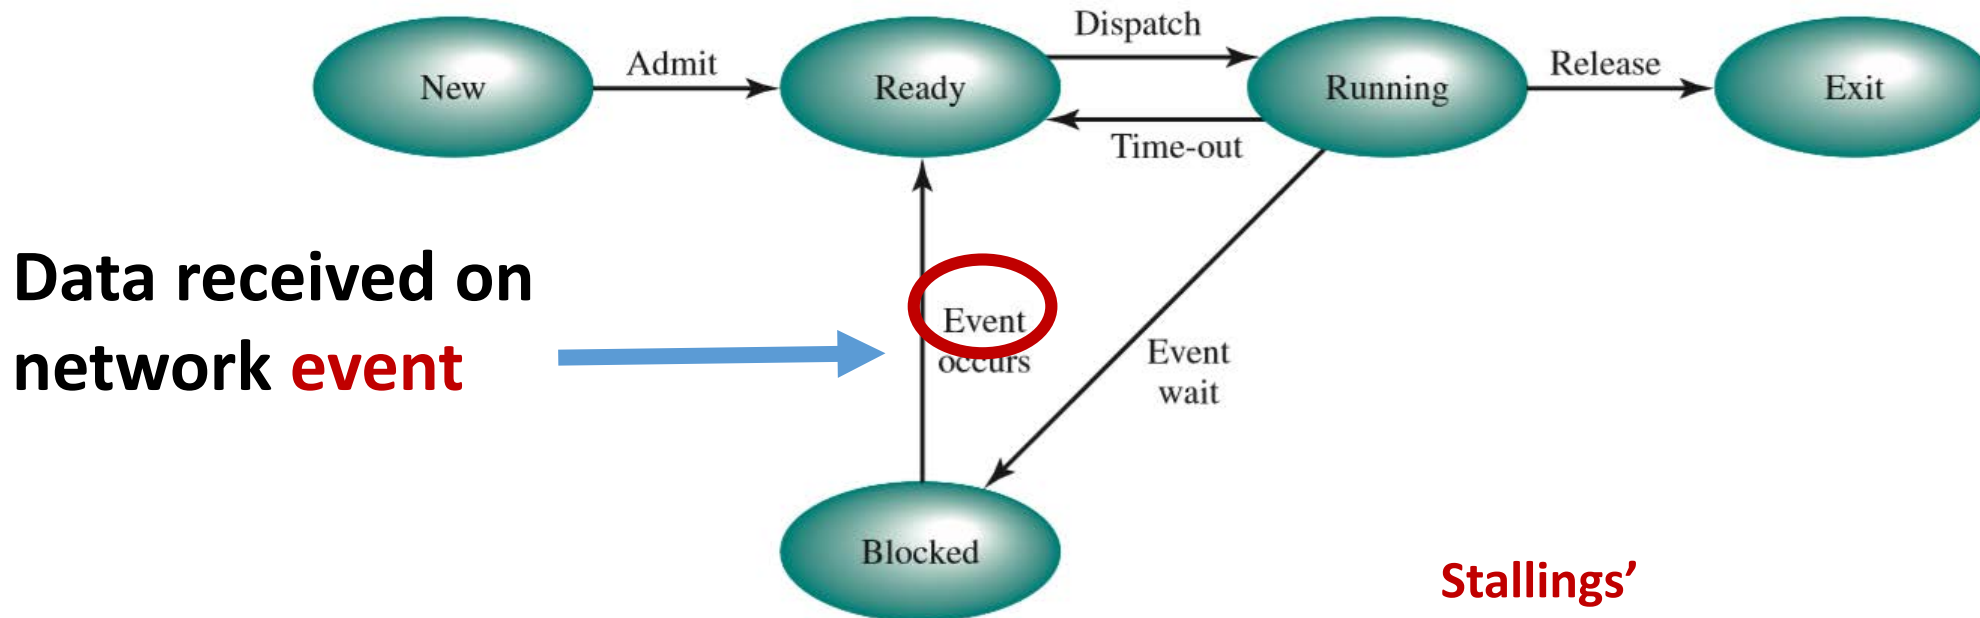 Dispatch
Admit
Release
New
Ready
Running
Exit
Time-out
Data received on
network event
Event
occurs
Event
wait
Blocked
Stallings’